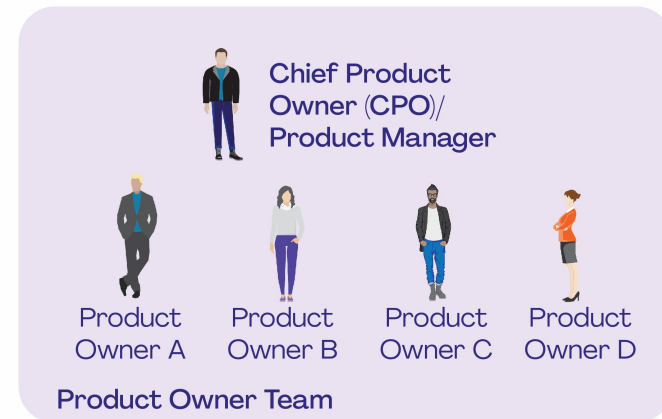 Chief Product
Owner (CPO)/
Product Manager
Product
Owner A
Product
Owner B
Product
Owner C
Product
Owner D
Product Owner Team